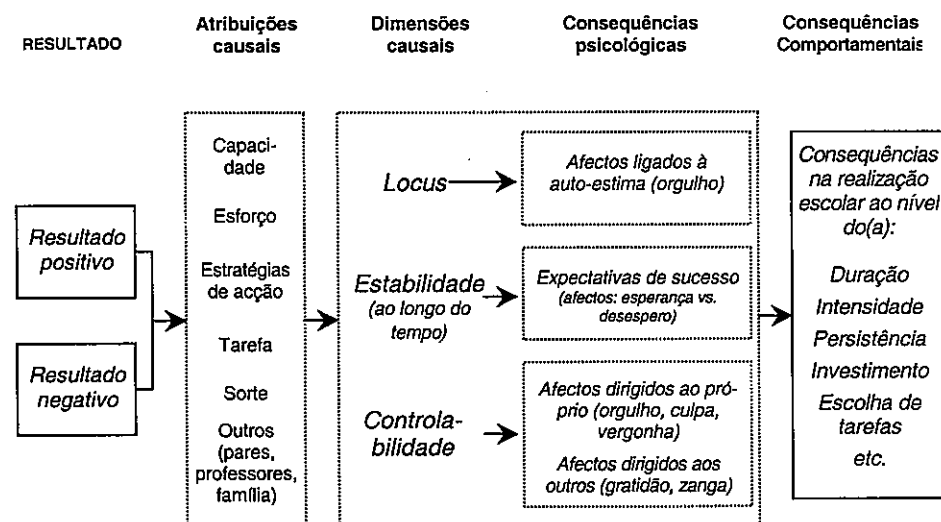 RESULTADO
Atribuições
causais
Dimensões
causais
Consequências
psicológicas
Consequências
Comportamentais
Resultado
positivo
Resultado
negativo
Capaci-
dade
Esforço
Estratégias
de acção
Tarefa
Sorte
Outros
(pares,
professores,
família)
Locus
Afectos ligados à
auto-estima (orgulho)
Estabilidade
(ao longo do
tempo)
Expectativas de sucesso
(afectos: esperança vs.
desespero)
Controla-
bilidade
Afectos dirigidos ao pró-
prio (orgulho, culpa,
vergonha)
Afectos dirigidos aos
outros (gratidão, zanga)
Consequências
na realização
escolar ao nível
do(a):
Duração
Intensidade
Persistência
Investimento
Escolha de
tarefas
etc.